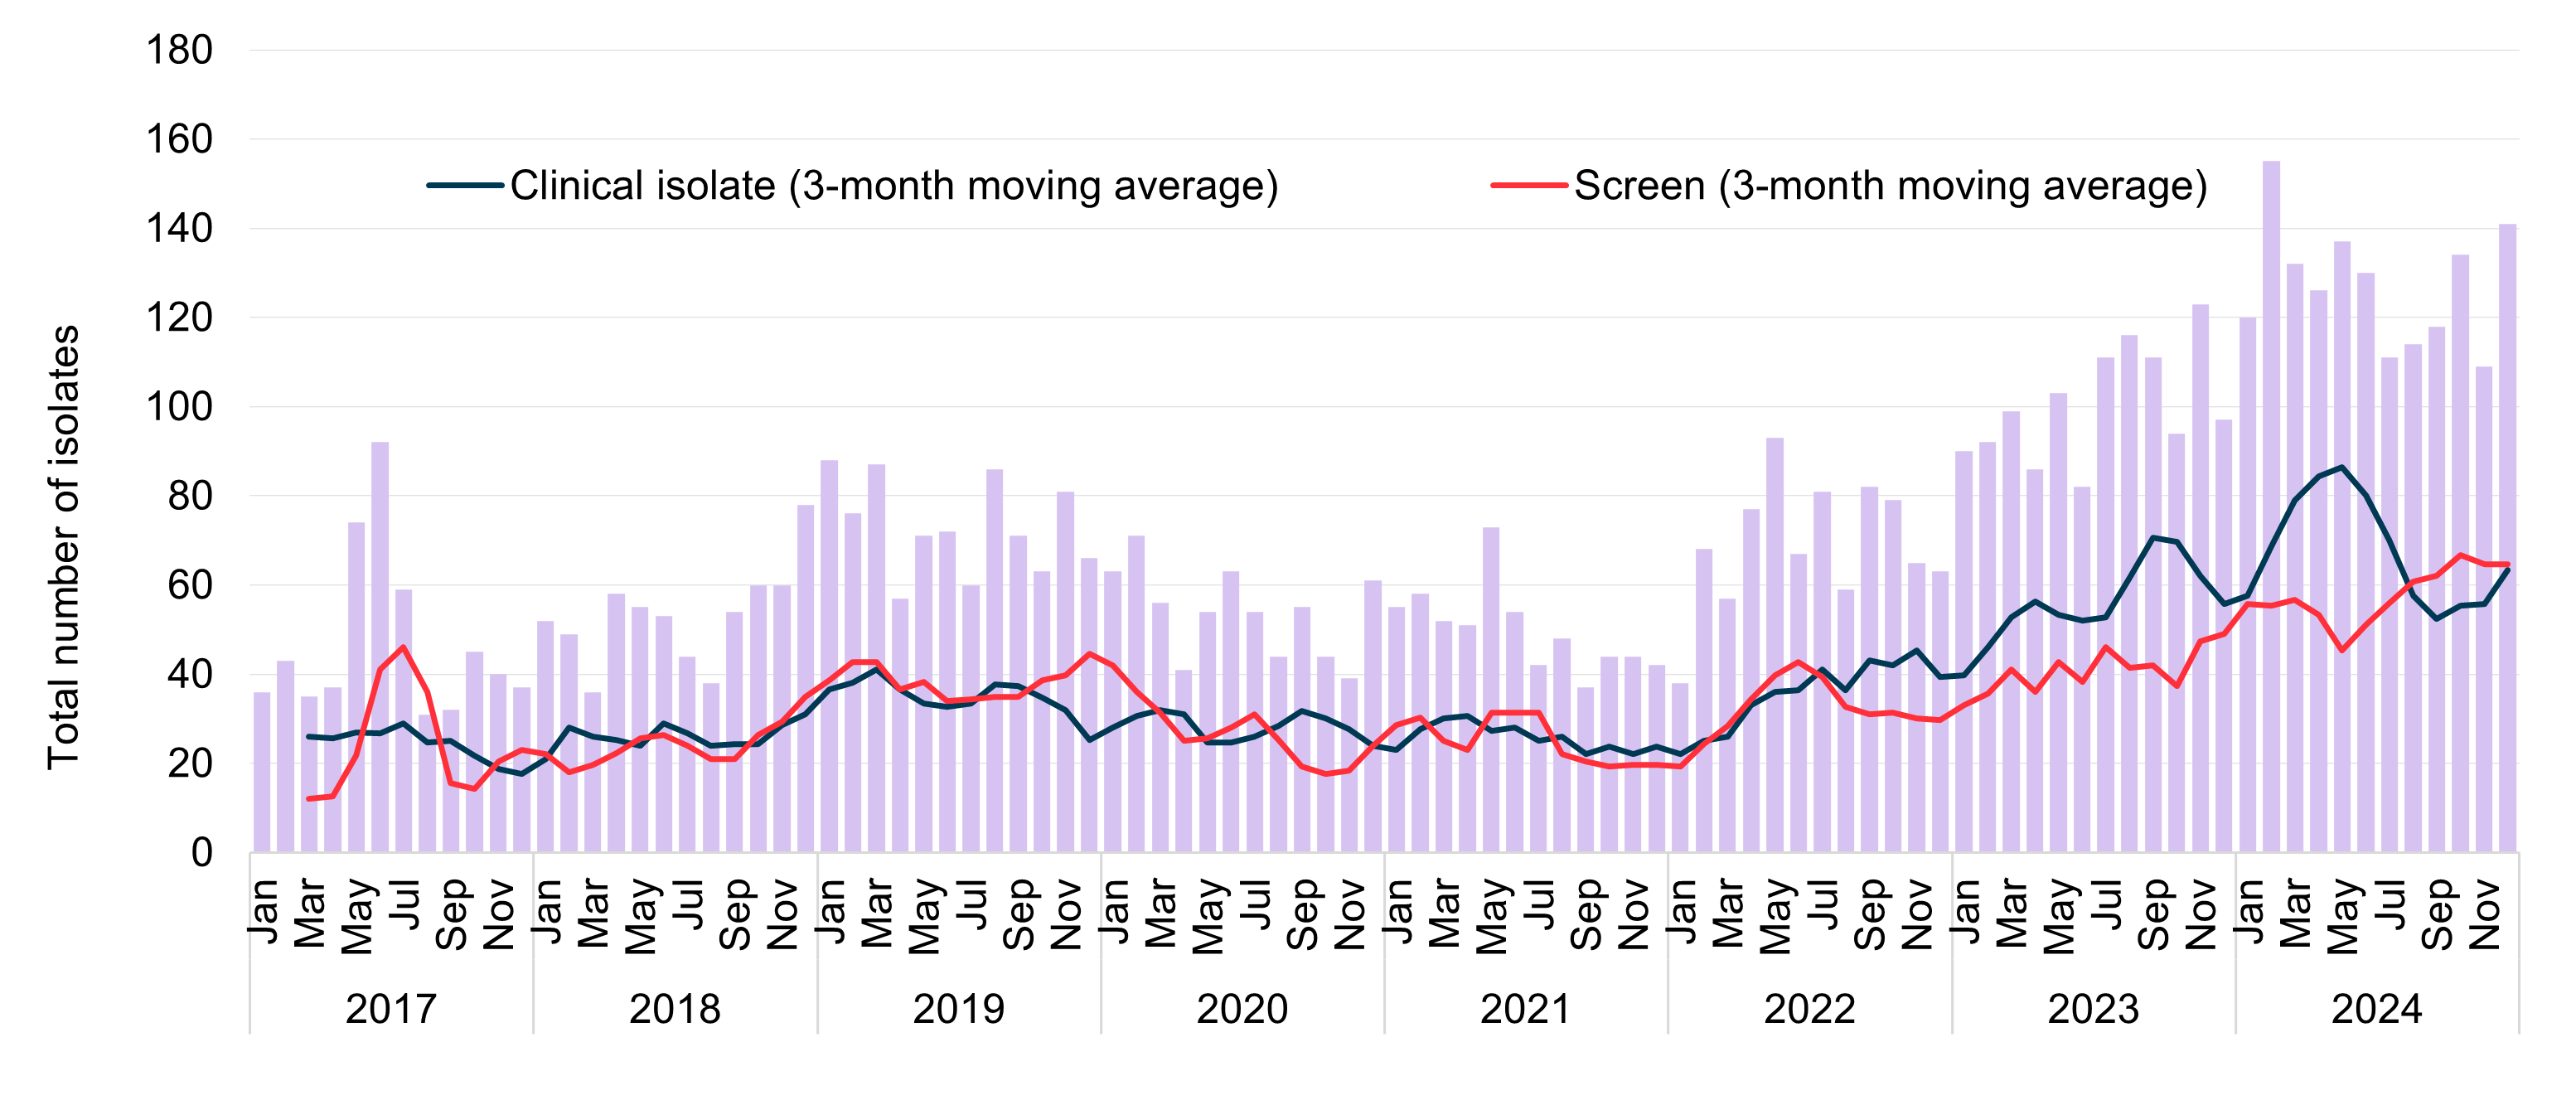 180
160
Clinical isolate (3-month moving average) Screen (3-month moving average)
140
120
100
80
60
40
20
0
Total number of isolates
Jan Mar May Jul Sep Nov Jan Mar May Jul Sep Nov Jan Mar May Jul Sep Nov Jan Mar May Jul Sep Nov Jan Mar May Jul Sep Nov Jan Mar May Jul Sep Nov Jan Mar May Jul Sep Nov Jan Mar May Jul Sep Nov
2017 2018 2019 2020 2021 2022 2023 2024